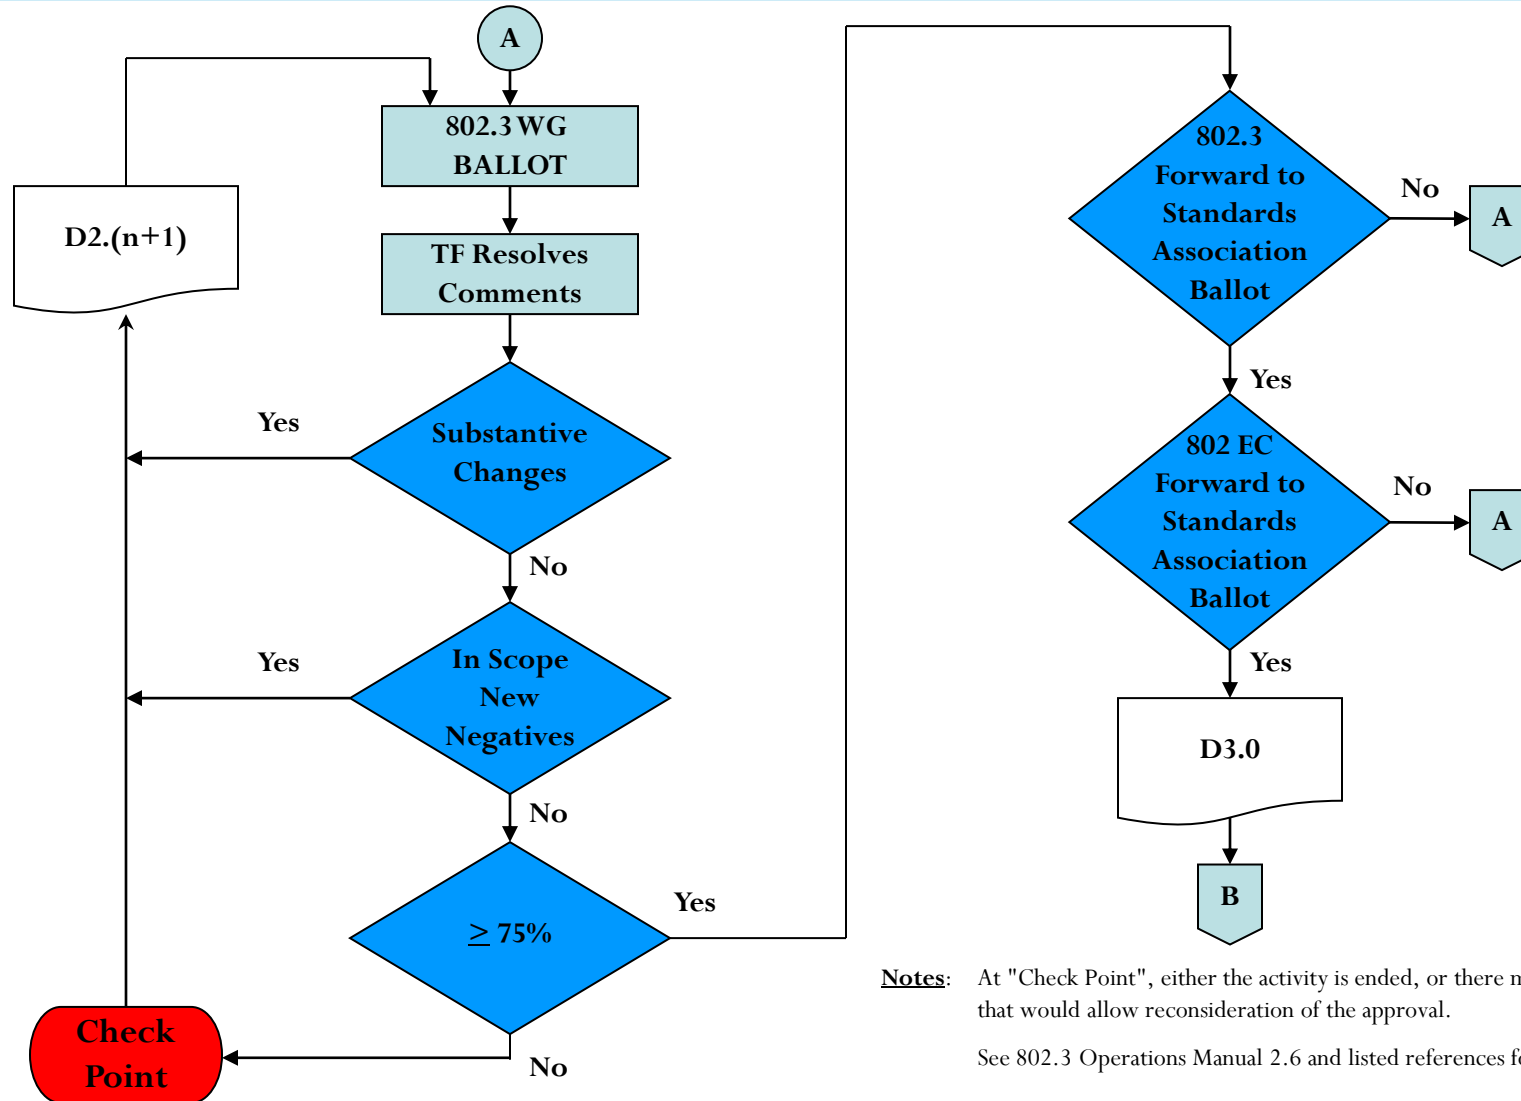 A
802.3 WG
BALLOT
D2.(n+1)
TF Resolves
Comments
Yes
Substantive
Changes
No
Yes
In Scope
New
Negatives
No
≥ 75%
Yes
No
Check
Point
802.3
Forward to
Standards
Association
Ballot
No
A
Yes
802 EC
Forward to
Standards
Association
Ballot
No
A
Yes
D3.0
B
Notes: At "Check Point", either the activity is ended, or there
that would allow reconsideration of the approval.
See 802.3 Operations Manual 2.6 and listed references